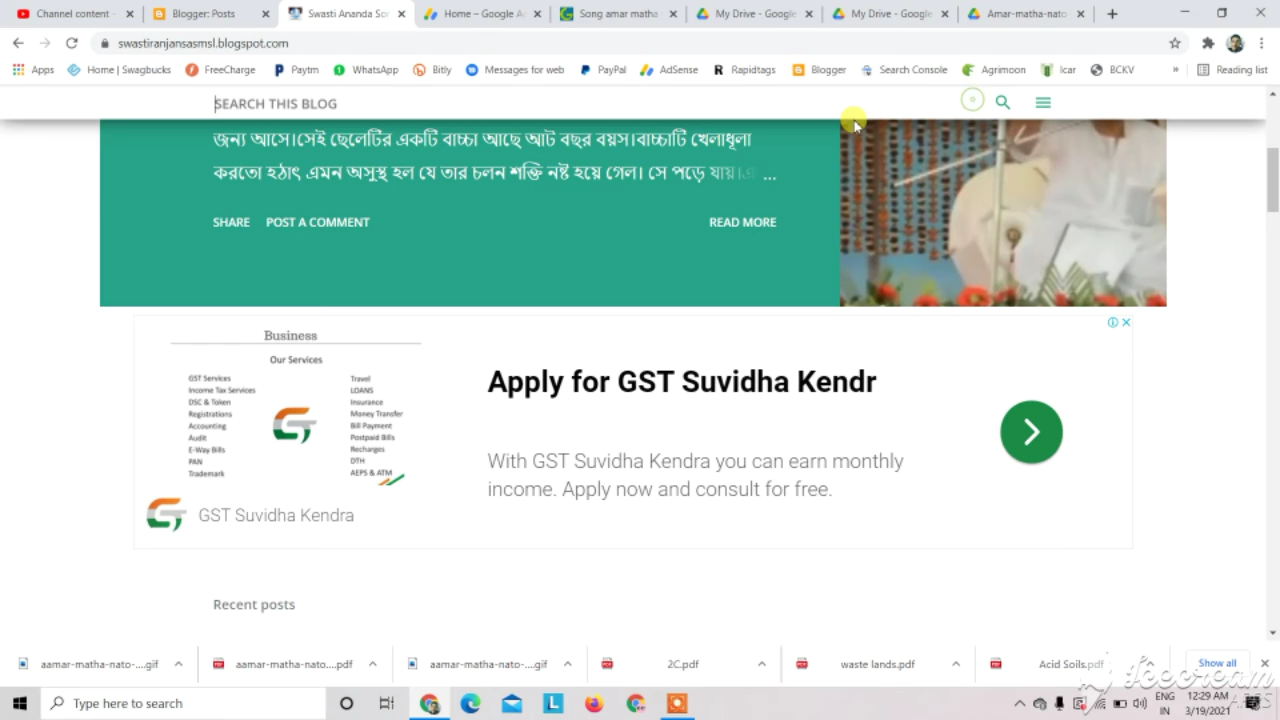 Content content -
Blogger: Posts
Swasti Ananda Son
Home – Google Ac
Song amar matha
My Drive - Google
My Drive - Google
Amar-matha-nato
swastiranjansasmsl.blogspot.com
Apps
Home | Swagbucks
FreeCharge
Paytm
WhatsApp
Bitly
Messages for web
PayPal
AdSense
Rapidtags
Blogger
Search Console
Agrimoon
Icar
BCKV
»
Reading list
SEARCH THIS BLOG
জন্য আসে।সেই ছেলেটির একটি বাচ্চা আছে আট বছর বয়স।বাচ্চাটি খেলাধূলা
করতো হঠাৎ এমন অসুস্থ হল যে তার চলন শক্তি নষ্ট হয়ে গেল। সে পড়ে যায়।এ ...
SHARE POST A COMMENT READ MORE
Business
Our Services
GST Services
Income Tax Services
DSC & Token
Registrations
Accounting
Audit
E-Way Bills
PAN
Trademark
Travel
LOANS
Insurance
Money Transfer
Bill Payment
Postpaid Bills
Recharges
DTH
AEPS & ATM
GST Suvidha Kendra
Apply for GST Suvidha Kendr
With GST Suvidha Kendra you can earn monthly
income. Apply now and consult for free.
Recent posts
aamar-matha-nato-....gif
aamar-matha-nato....pdf
aamar-matha-nato-....gif
2C.pdf
waste lands.pdf
Acid Soils.pdf
Show all
icecream
Type here to search
ENG
IN
12:29 AM
3/19/2021